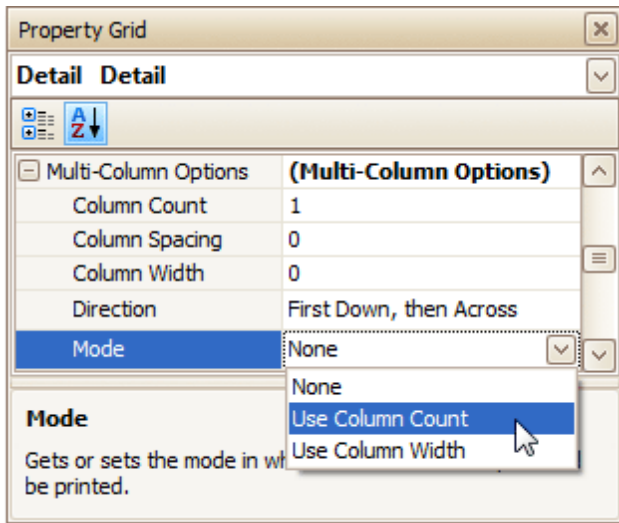 Property Grid
Detail Detail
A
Z
Multi-Column Options (Multi-Column Options)
Column Count 1
Column Spacing 0
Column Width 0
Direction First Down, then Across
Mode None
None
Use Column Count
Use Column Width
Mode
Gets or sets the mode in
be printed.